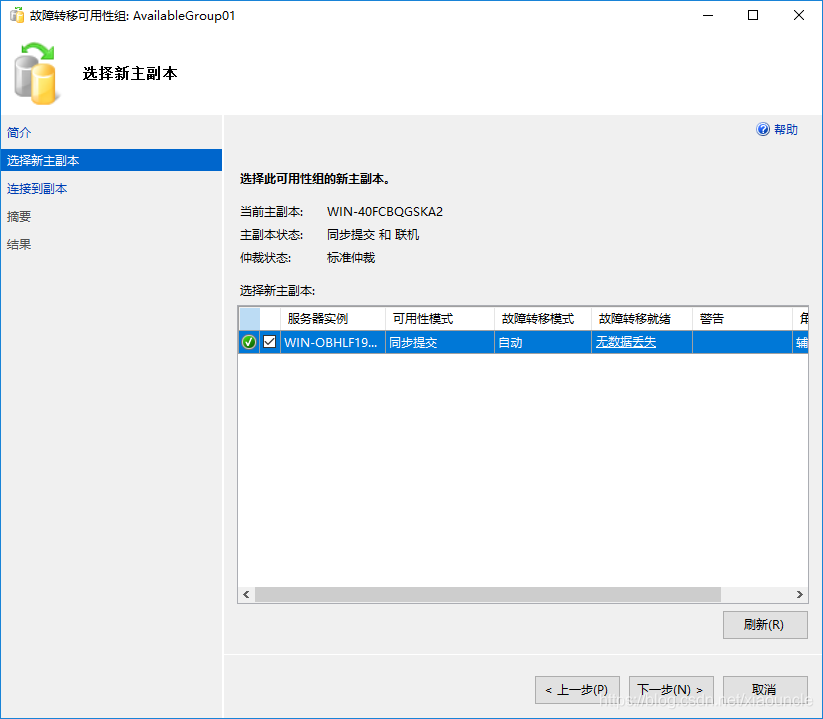 故障转移可用性组: AvailableGroup01
选择新主副本
简介
选择新主副本
连接到副本
摘要
结果
帮助
选择此可用性组的新主副本。
当前主副本: WIN-40FCBQGSKA2
主副本状态: 同步提交 和 联机
仲裁状态: 标准仲裁
选择新主副本:
服务器实例 可用性模式 故障转移模式 故障转移就绪 警告 角
WIN-OBHLF19... 同步提交 自动 无数据丢失 辅
刷新(R)
< 上一步(P) 下一步(N) > 取消
https://blog.csdn.net/xiaouncle